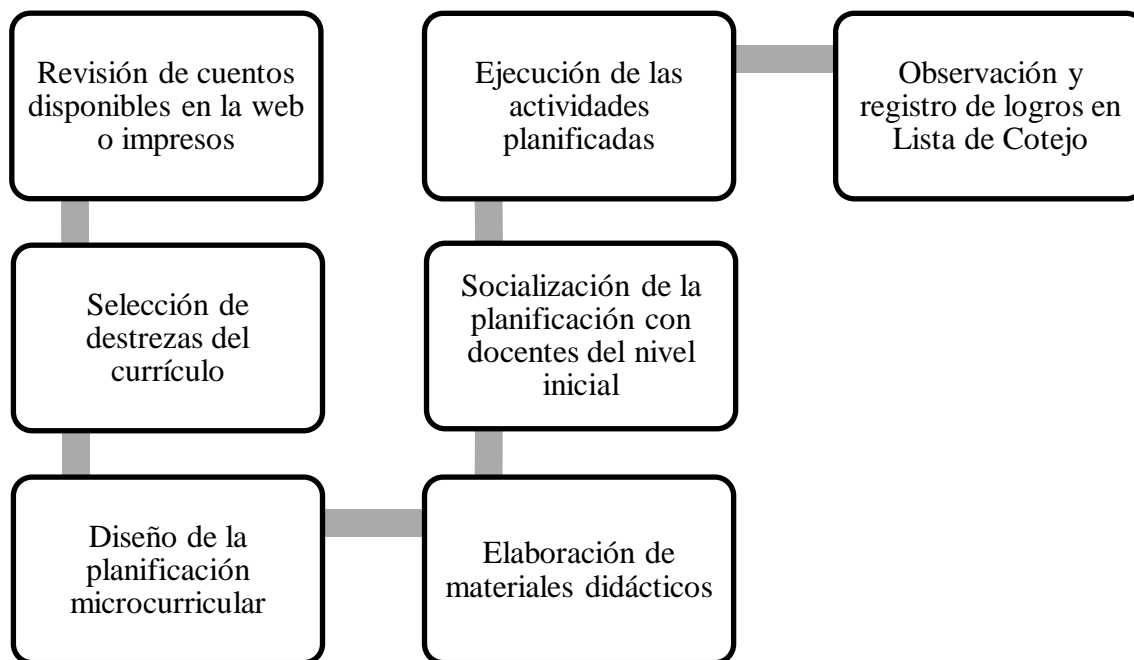 Revisión de cuentos
disponibles en la web
o impresos
Selección de
destrezas del
currículo
Diseño de la
planificación
microcurricular
Elaboración de
materiales didácticos
Socialización de la
planificación con
docentes del nivel
inicial
Ejecución de las
actividades
planificadas
Observación y
registro de logros en
Lista de Cotejo